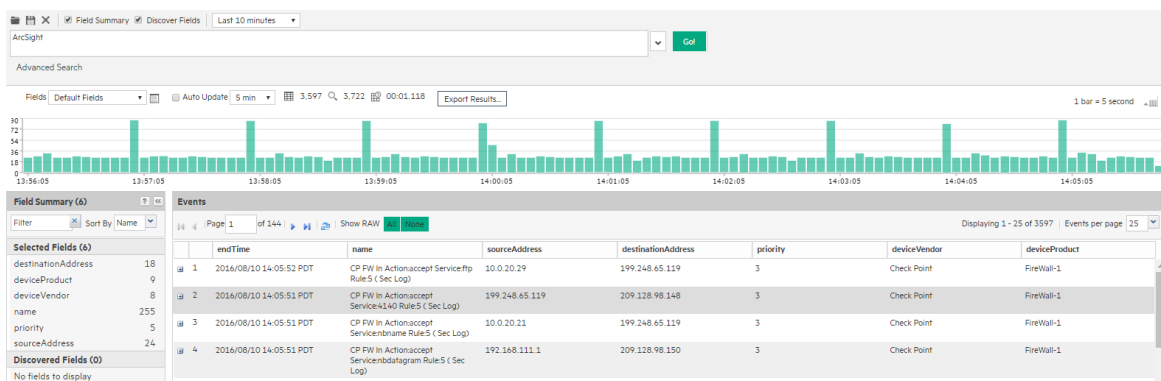 Field Summary Discover Fields Last 10 minutes
ArcSight
Go!
Advanced Search
Fields Default Fields Auto Update 5 min 3,597 3,722 00:01.118 Export Results... 1 bar = 5 second
90
72
54
36
18
0
13:56:05 13:57:05 13:58:05 13:59:05 14:00:05 14:01:05 14:02:05 14:03:05 14:04:05 14:05:05
Field Summary (6) ? Events
Filter Sort By Name Page 1 of 144 Show RAW All None Displaying 1 - 25 of 3597 Events per page 25
Selected Fields (6) endTime name sourceAddress destinationAddress priority deviceVendor deviceProduct
destinationAddress 18
deviceProduct 9
deviceVendor 8
name 255
priority 5
sourceAddress 24
Discovered Fields (0)
No fields to display
1 2016/08/10 14:05:52 PDT CP FW In Action:accept Service:ftp 10.0.20.29 199.248.65.119 3 Check Point FireWall-1
Rule:5 ( Sec Log)
2 2016/08/10 14:05:51 PDT CP FW In Action:accept 199.248.65.119 209.128.98.148 3 Check Point FireWall-1
Service:4140 Rule:5 ( Sec Log)
3 2016/08/10 14:05:51 PDT CP FW In Action:accept 10.0.20.21 199.248.65.119 3 Check Point FireWall-1
Service:nbname Rule:5 ( Sec Log)
4 2016/08/10 14:05:51 PDT CP FW In Action:accept 192.168.111.1 209.128.98.150 3 Check Point FireWall-1
Service:nbdatagram Rule:5 ( Sec
Log)